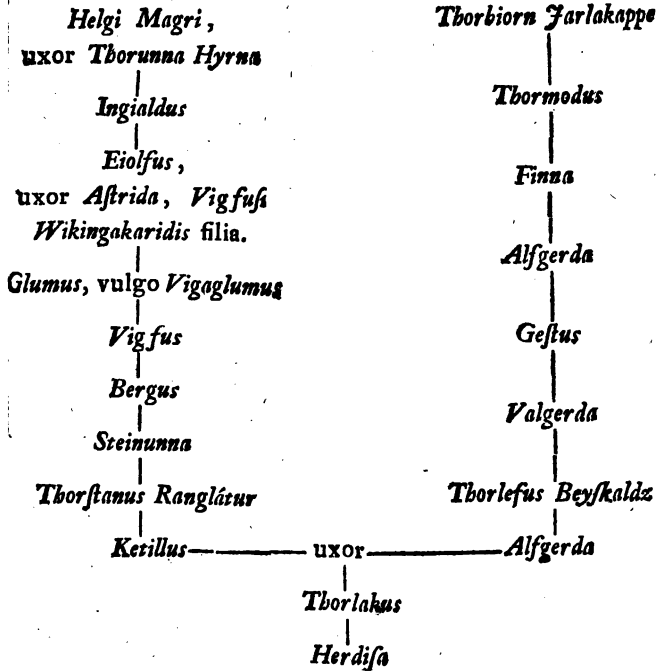 Helgi Magri,
uxor Thorunna Hyrna
Ingialdus
Eiolfus,
uxor Aſtrida, Vigfuſi
Wikingakaridis filia.
Glumus, vulgo Vigaglumus
Vigfus
Bergus
Steinunna
Thorſtanus Ranglátur
Ketillus
Thorbiorn Jarlakappe
Thormodus
Finna
Alfgerda
Geſtus
Valgerda
Thorlefus Beyſkaldz
Alfgerda
uxor
Thorlakus
Herdiſa